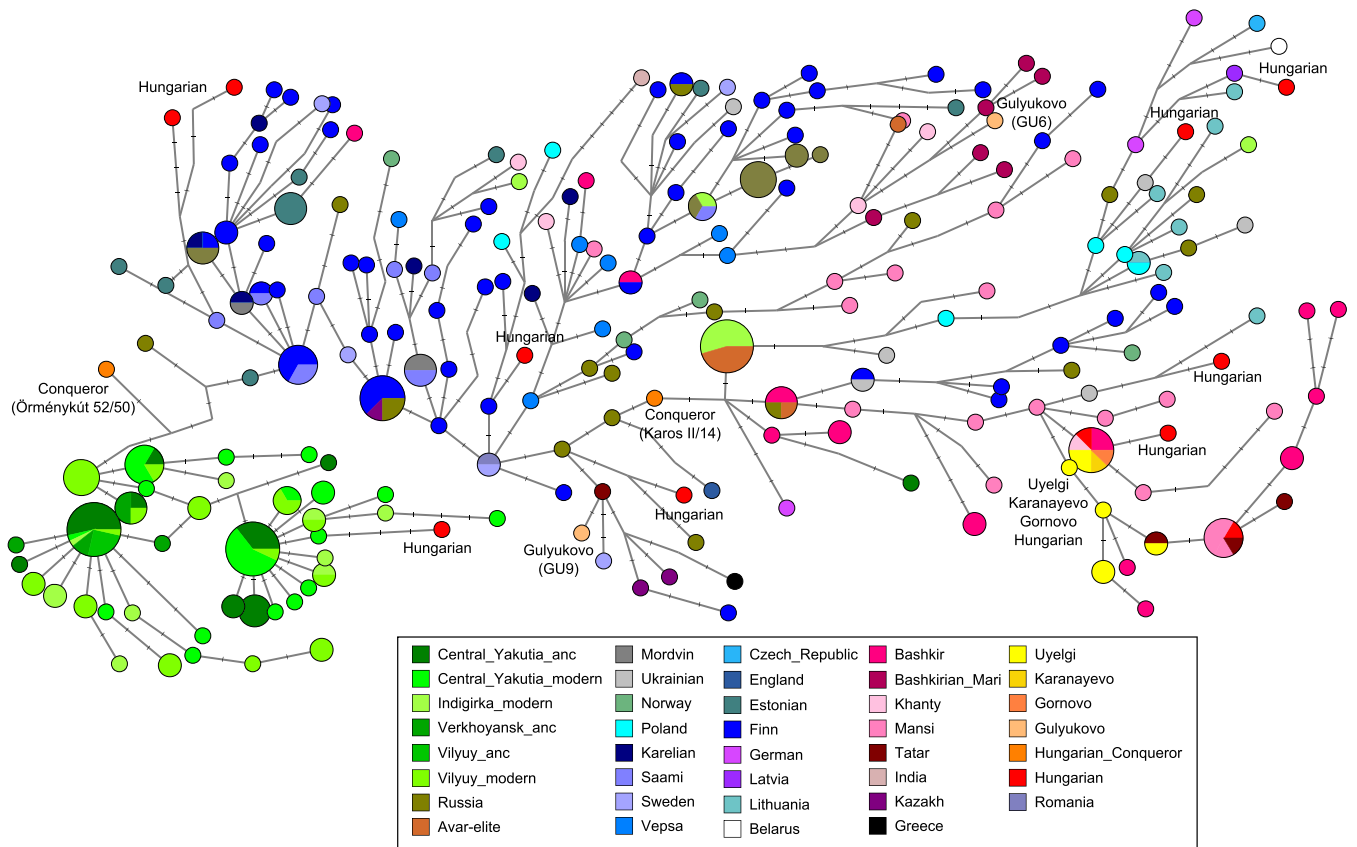 Hungarian
Hungarian
Gulyukovo
(GU6)
Hungarian
Hungarian
Conqueror
(Örménykút 52/50)
Conqueror
(Karos II/14)
Hungarian
Hungarian
Uyelgi
Karanayevo
Gornovo
Hungarian
Hungarian
Hungarian
Gulyukovo
(GU9)
Central_Yakutia_anc
Central_Yakutia_modern
Indigirka_modern
Verkhoyansk_anc
Vilyuy_anc
Vilyuy_modern
Russia
Avar-elite
Mordvin
Ukrainian
Norway
Poland
Karelian
Saami
Sweden
Vepsa
Czech_Republic
England
Estonian
Finn
German
Latvia
Lithuania
Belarus
Bashkir
Bashkirian_Mari
Khanty
Mansi
Tatar
India
Kazakh
Greece
Uyelgi
Karanayevo
Gornovo
Gulyukovo
Hungarian_Conqueror
Hungarian
Romania